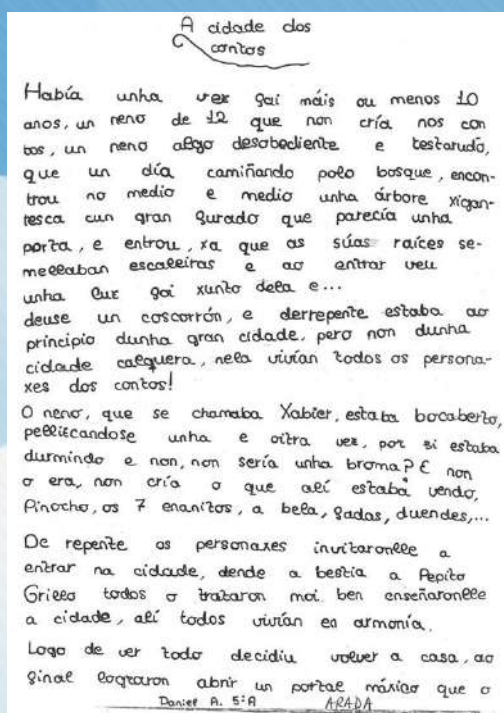 A cidade dos
contos
Había unha vez fai máis ou menos 10
anos, un neno de 12 que non cría nos con
tos, un neno algo desobediente e testarudo,
que un día camiñando polo bosque, encon-
trou no medio e medio unha árbore xigan-
tesca cun gran furado que parecía unha
porta, e entrou, xa que as súas raíces se-
mellaban escaleiras e ao entrar veu
unha luz foi xunto dela e...
deuse un coscorrón, e derrepente estaba ao
principio dunha gran cidade, pero non dunha
cidade calquera, nela vivían todos os persona-
xes dos contos!
O neno, que se chamaba Xabier, estaba bocaberto,
pellizcandose unha e oitra vez, por si estaba
durmindo e non, non sería unha broma? E non
o era, non cría o que alí estaba vendo,
Pinocho, os 7 enanitos, a bela, fadas, duendes,...
De repente os personaxes invitaronlle a
entrar na cidade, dende a bestia a Pepito
Grillo todos o trataron moi ben enseñaronlle
a cidade, alí todos vivían en armonía.
Logo de ver todo decidiu volver a casa, ao
final lograron abrir un portal máxico que o
Daniel A. 5ºA ARADA